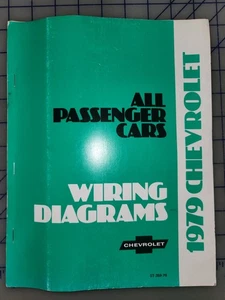 ALL
PASSENGER
CARS
WIRING
DIAGRAMS
CHEVROLET
1979 CHEVROLET